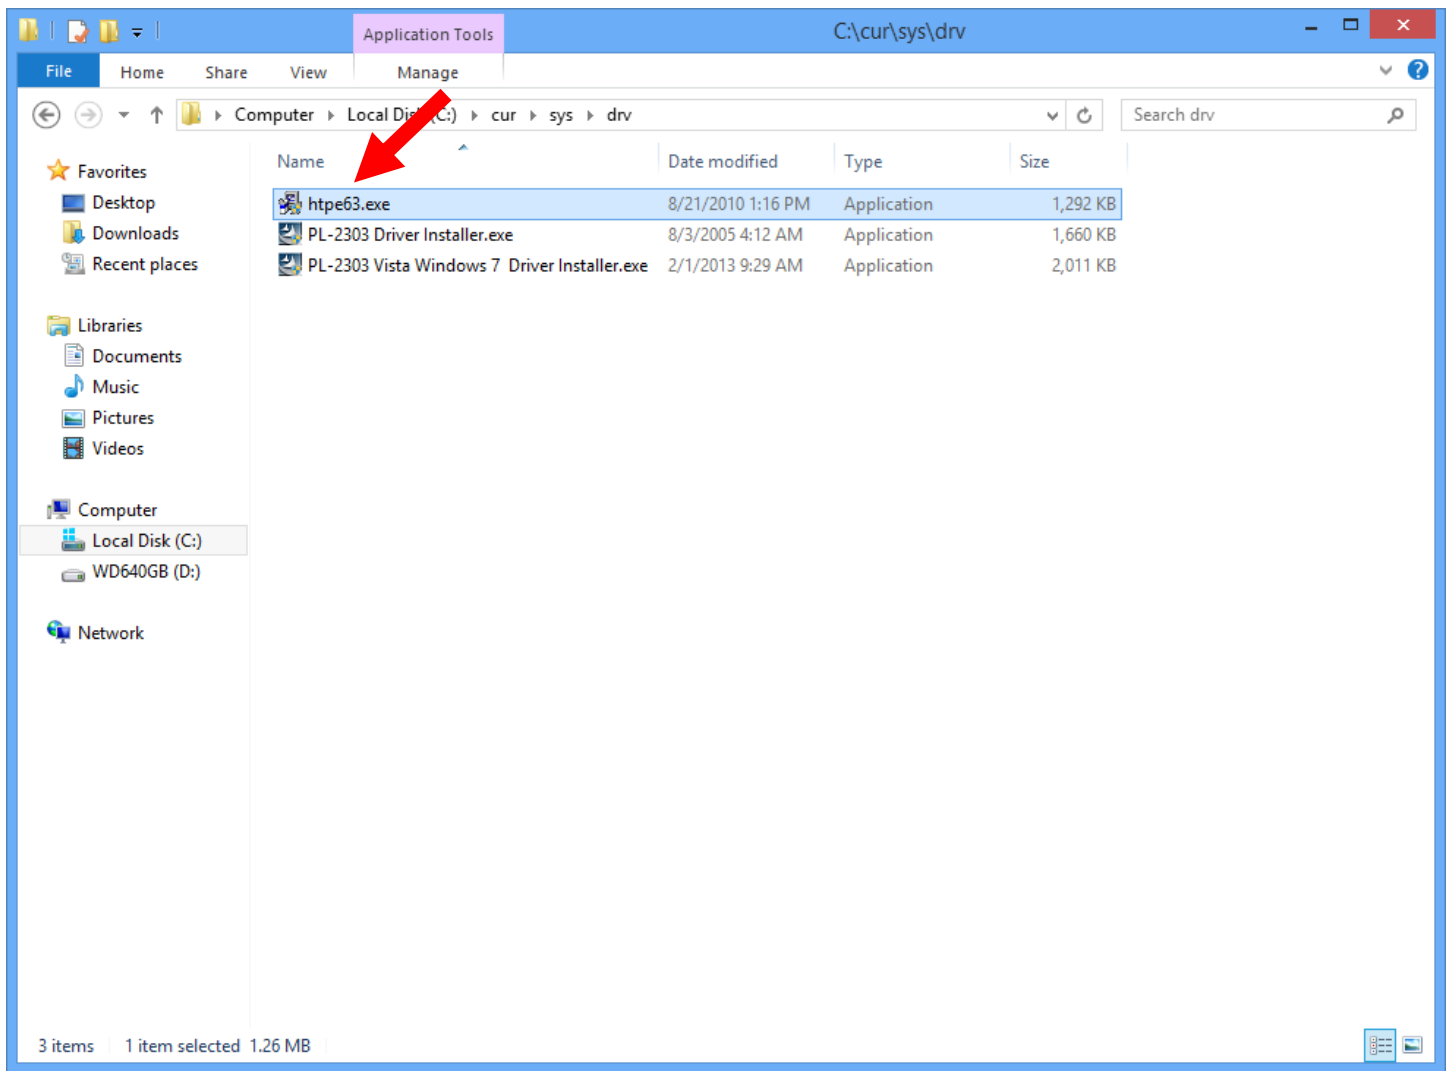 Application Tools
C:\cur\sys\drv
File Home Share View Manage
Computer Local Disk (C:) cur sys drv
Search drv
Name Date modified Type Size
htpe63.exe 8/21/2010 1:16 PM Application 1,292 KB
PL-2303 Driver Installer.exe 8/3/2005 4:12 AM Application 1,660 KB
PL-2303 Vista Windows 7  Driver Installer.exe 2/1/2013 9:29 AM Application 2,011 KB
Favorites
Desktop
Downloads
Recent places
Libraries
Documents
Music
Pictures
Videos
Computer
Local Disk (C:)
WD640GB (D:)
Network
3 items 1 item selected 1.26 MB